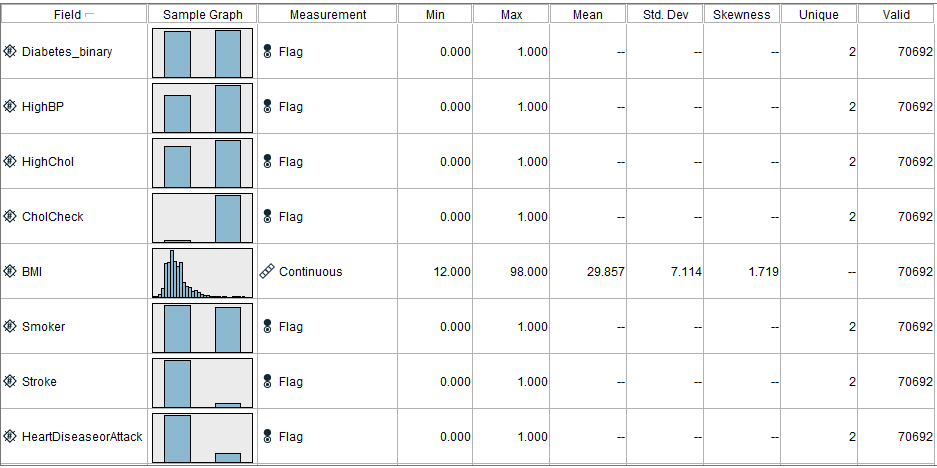 Field Sample Graph Measurement Min Max Mean Std. Dev Skewness Unique Valid
Diabetes_binary Flag 0.000 1.000 -- -- -- 2 70692
HighBP Flag 0.000 1.000 -- -- -- 2 70692
HighChol Flag 0.000 1.000 -- -- -- 2 70692
CholCheck Flag 0.000 1.000 -- -- -- 2 70692
BMI Continuous 12.000 98.000 29.857 7.114 1.719 -- 70692
Smoker Flag 0.000 1.000 -- -- -- 2 70692
Stroke Flag 0.000 1.000 -- -- -- 2 70692
HeartDiseaseorAttack Flag 0.000 1.000 -- -- -- 2 70692